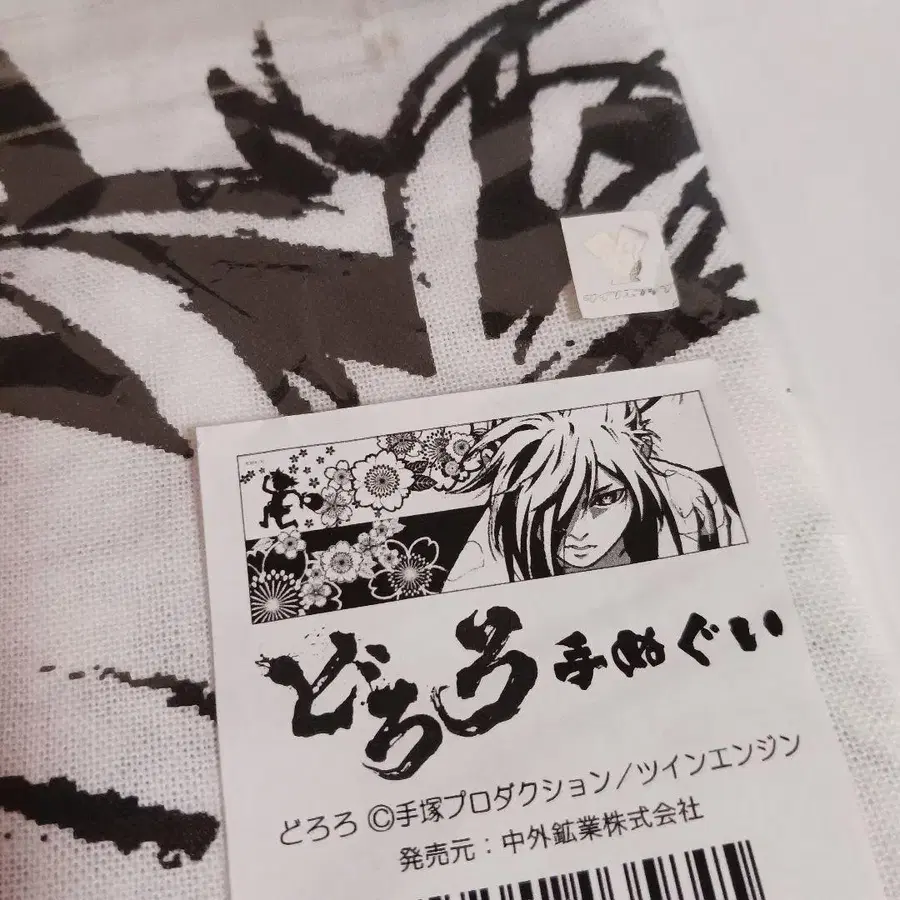 どろろ 手ぬぐい
どろろ ©手塚プロダクション/ツインエンジン
発売元：中外鉱業株式会社